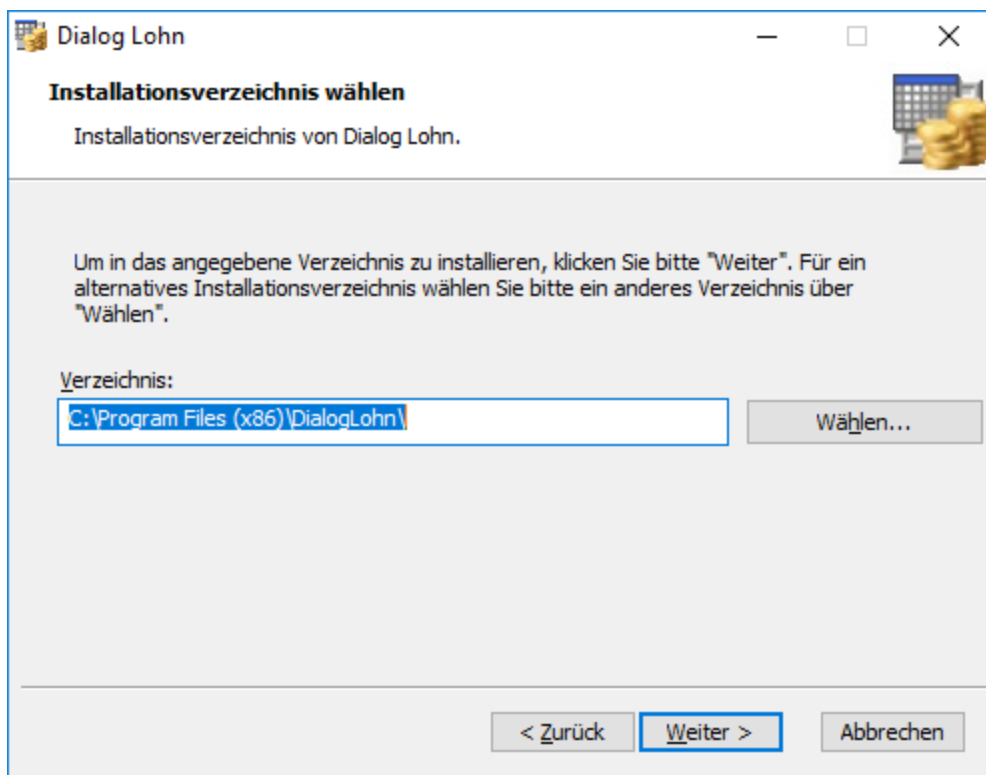 Dialog Lohn
Installationsverzeichnis wählen
Installationsverzeichnis von Dialog Lohn.
Um in das angegebene Verzeichnis zu installieren, klicken Sie bitte "Weiter". Für ein
alternatives Installationsverzeichnis wählen Sie bitte ein anderes Verzeichnis über
"Wählen".
Verzeichnis:
C:\Program Files (x86)\DialogLohn\
Wählen...
< Zurück
Weiter >
Abbrechen